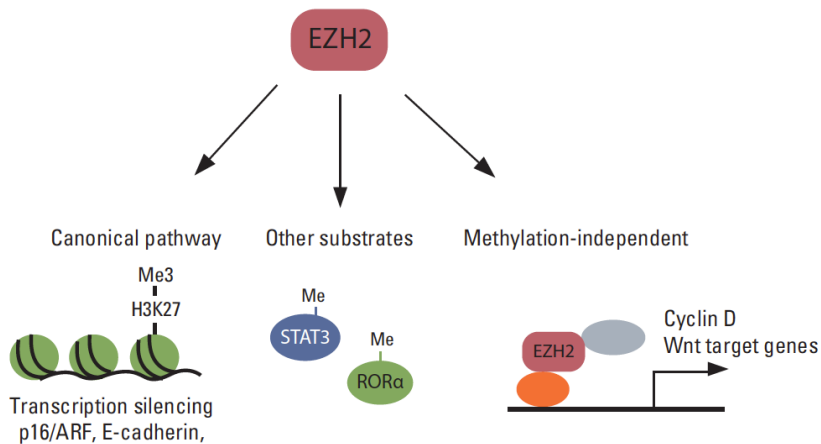 EZH2
Canonical pathway
Other substrates
Methylation-independent
Me3
H3K27
Transcription silencing
p16/ARF, E-cadherin,
Me
STAT3
Me
RORα
EZH2
Cyclin D
Wnt target genes